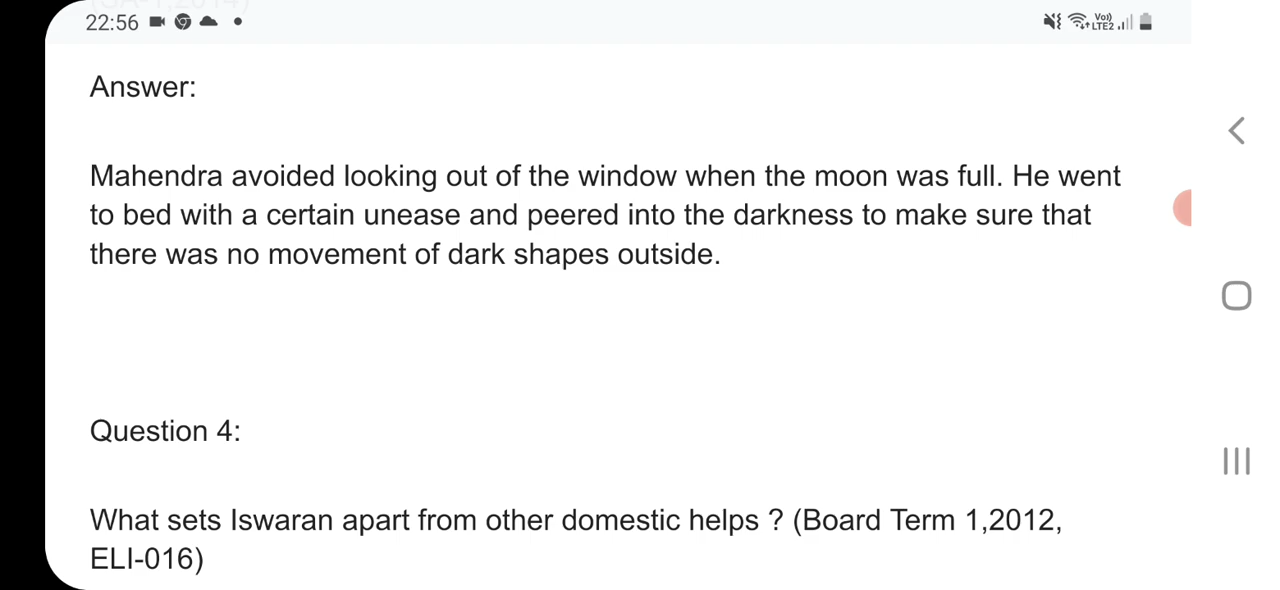 22:56
Vo))
LTE2
Answer:
Mahendra avoided looking out of the window when the moon was full. He went
to bed with a certain unease and peered into the darkness to make sure that
there was no movement of dark shapes outside.
Question 4:
What sets Iswaran apart from other domestic helps ? (Board Term 1,2012,
ELI-016)